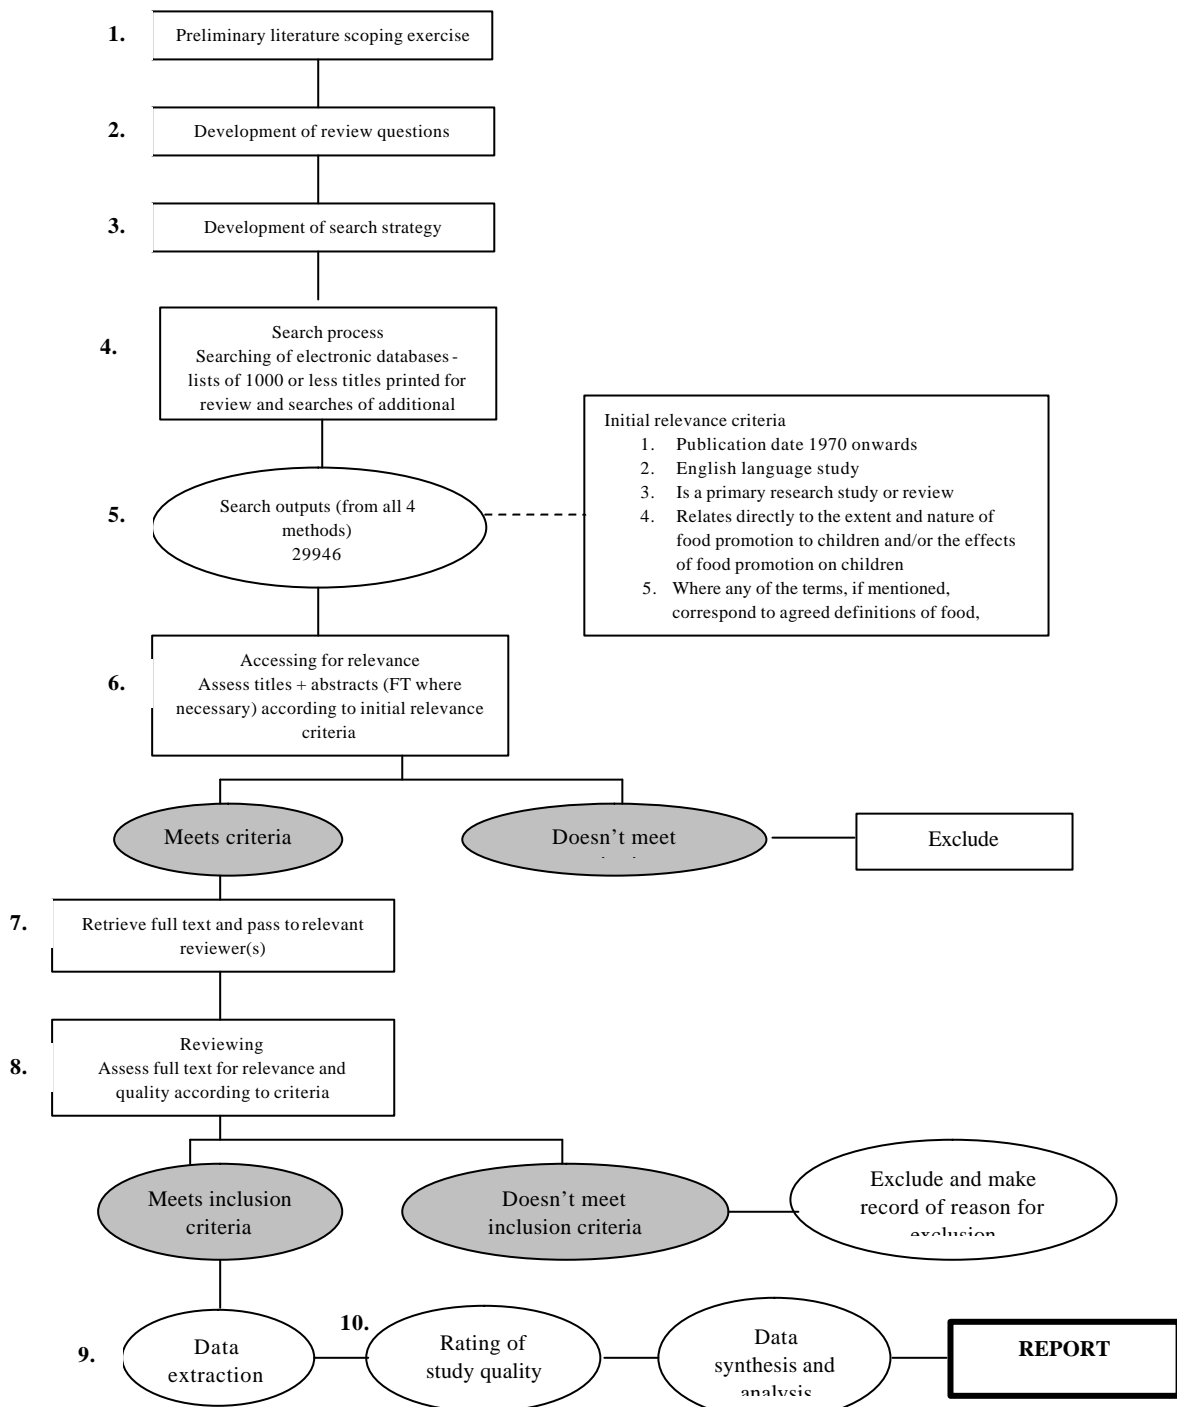 1. Preliminary literature scoping exercise
2. Development of review questions
3. Development of search strategy
4.
Search process
Searching of electronic databases -
lists of 1000 or less titles printed for
review and searches of additional
5.
Search outputs (from all 4
methods)
29946
Initial relevance criteria
1. Publication date 1970 onwards
2. English language study
3. Is a primary research study or review
4. Relates directly to the extent and nature of
food promotion to children and/or the effects
of food promotion on children
5. Where any of the terms, if mentioned,
correspond to agreed definitions of food,
6.
Accessing for relevance
Assess titles + abstracts (FT where
necessary) according to initial relevance
criteria
Meets criteria
Doesn't meet
Exclude
7.
Retrieve full text and pass to relevant
reviewer(s)
8.
Reviewing
Assess full text for relevance and
quality according to criteria
Meets inclusion
criteria
Doesn't meet
inclusion criteria
Exclude and make
record of reason for
exclusion
9.
Data
extraction
10.
Rating of
study quality
Data
synthesis and
analysis
REPORT